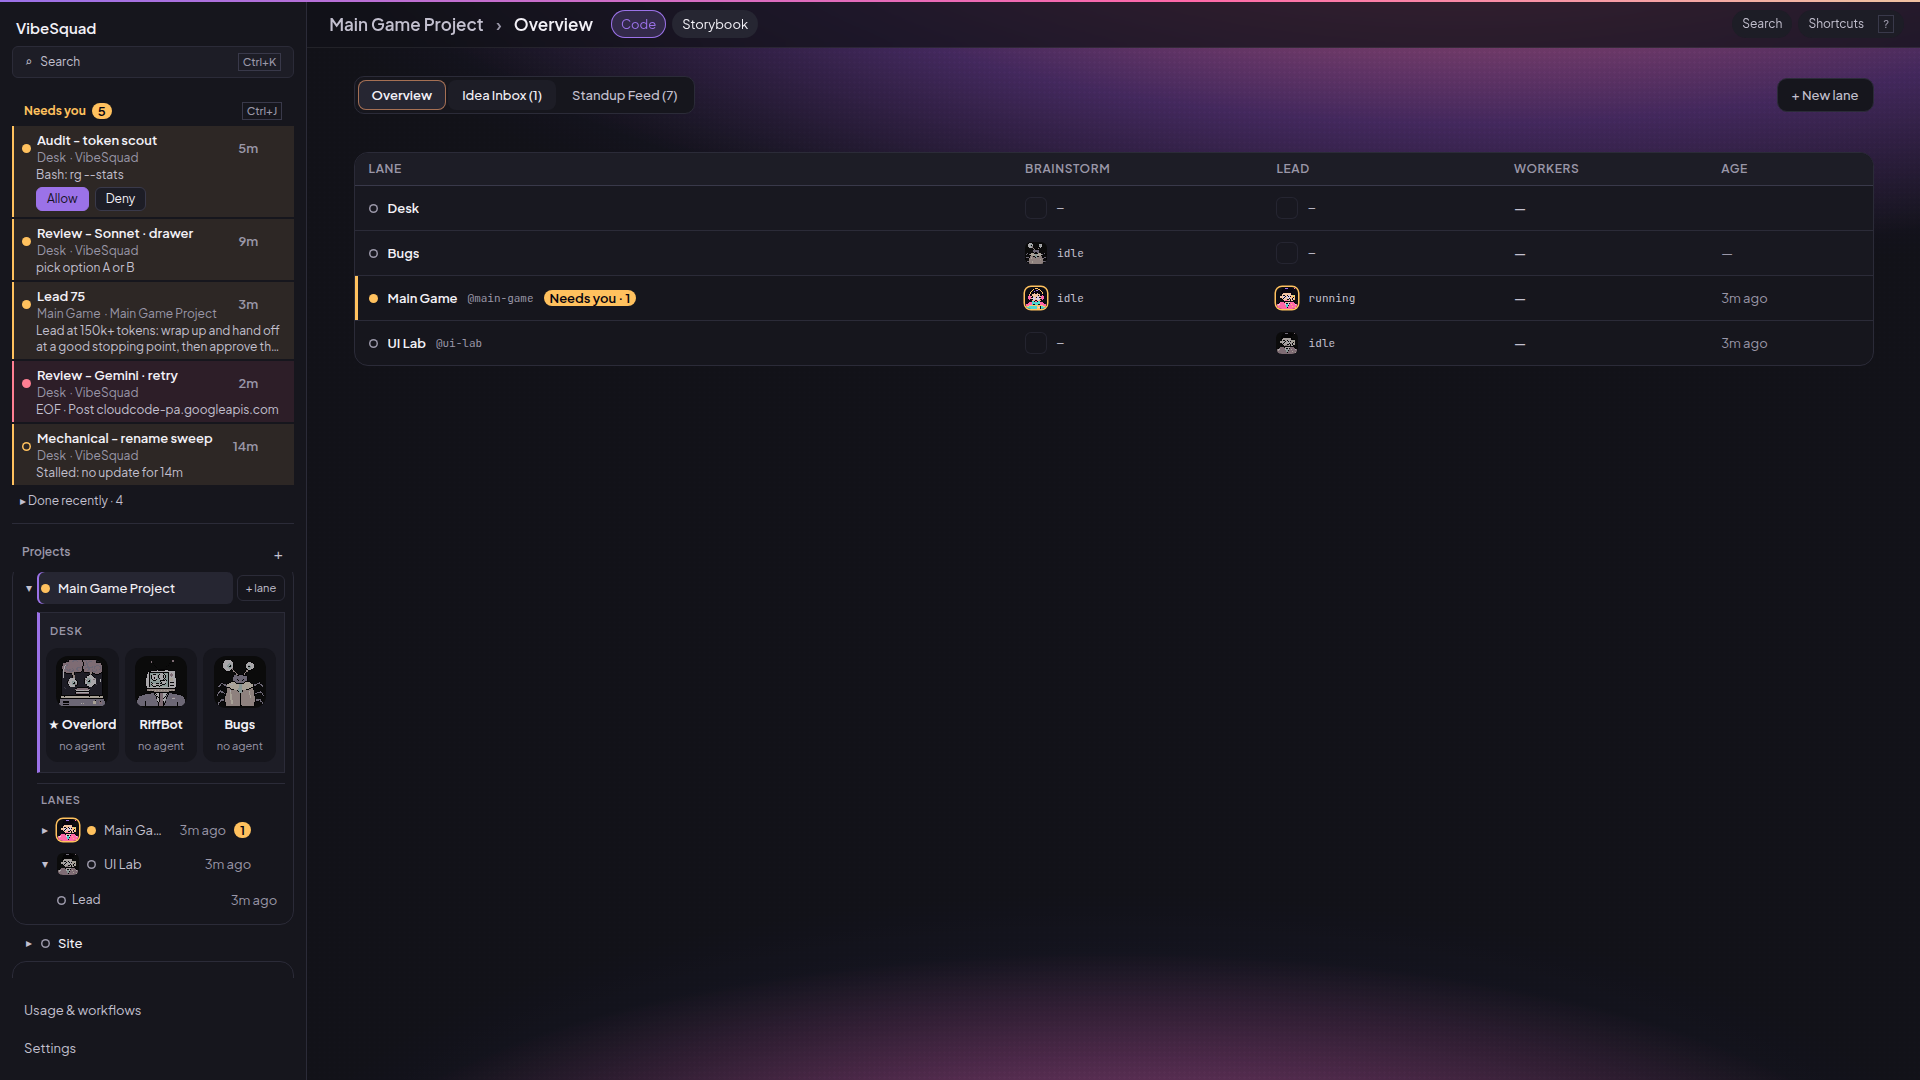 VibeSquad
Search Ctrl+K
Needs you 5 Ctrl+J
Audit – token scout 5m
Desk · VibeSquad
Bash: rg --stats
Allow Deny
Review – Sonnet · drawer 9m
Desk · VibeSquad
pick option A or B
Lead 75 3m
Main Game · Main Game Project
Lead at 150k+ tokens: wrap up and hand off
at a good stopping point, then approve th...
Review – Gemini · retry 2m
Desk · VibeSquad
EOF · Post cloudcode-pa.googleapis.com
Mechanical – rename sweep 14m
Desk · VibeSquad
Stalled: no update for 14m
▸ Done recently · 4
Projects +
▾ Main Game Project + lane
DESK
★ Overlord RiffBot Bugs
no agent no agent no agent
LANES
▸ Main Ga... 3m ago 1
▾ UI Lab 3m ago
Lead 3m ago
▸ Site
Usage & workflows
Settings
Main Game Project › Overview Code Storybook Search Shortcuts ?
Overview Idea Inbox (1) Standup Feed (7) + New lane
LANE BRAINSTORM LEAD WORKERS AGE
Desk – – —
Bugs idle – — —
Main Game @main-game Needs you · 1 idle running — 3m ago
UI Lab @ui-lab – idle — 3m ago